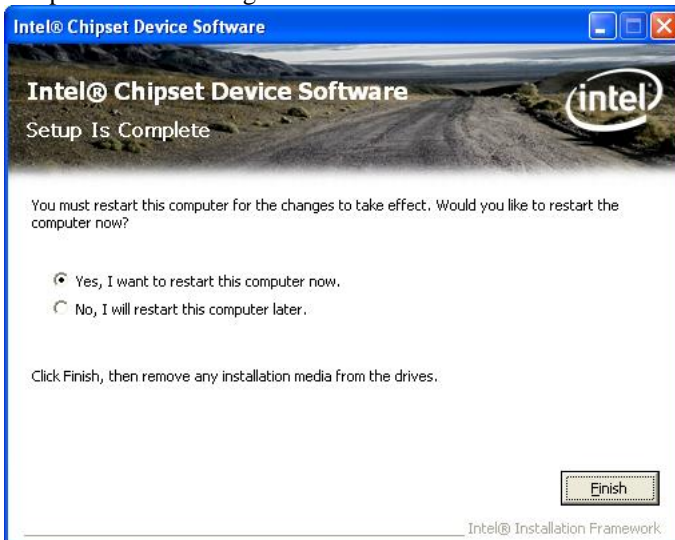 Intel® Chipset Device Software
Intel® Chipset Device Software
intel
Setup Is Complete
You must restart this computer for the changes to take effect. Would you like to restart the
computer now?
Yes, I want to restart this computer now.
No, I will restart this computer later.
Click Finish, then remove any installation media from the drives.
Finish
Intel® Installation Framework